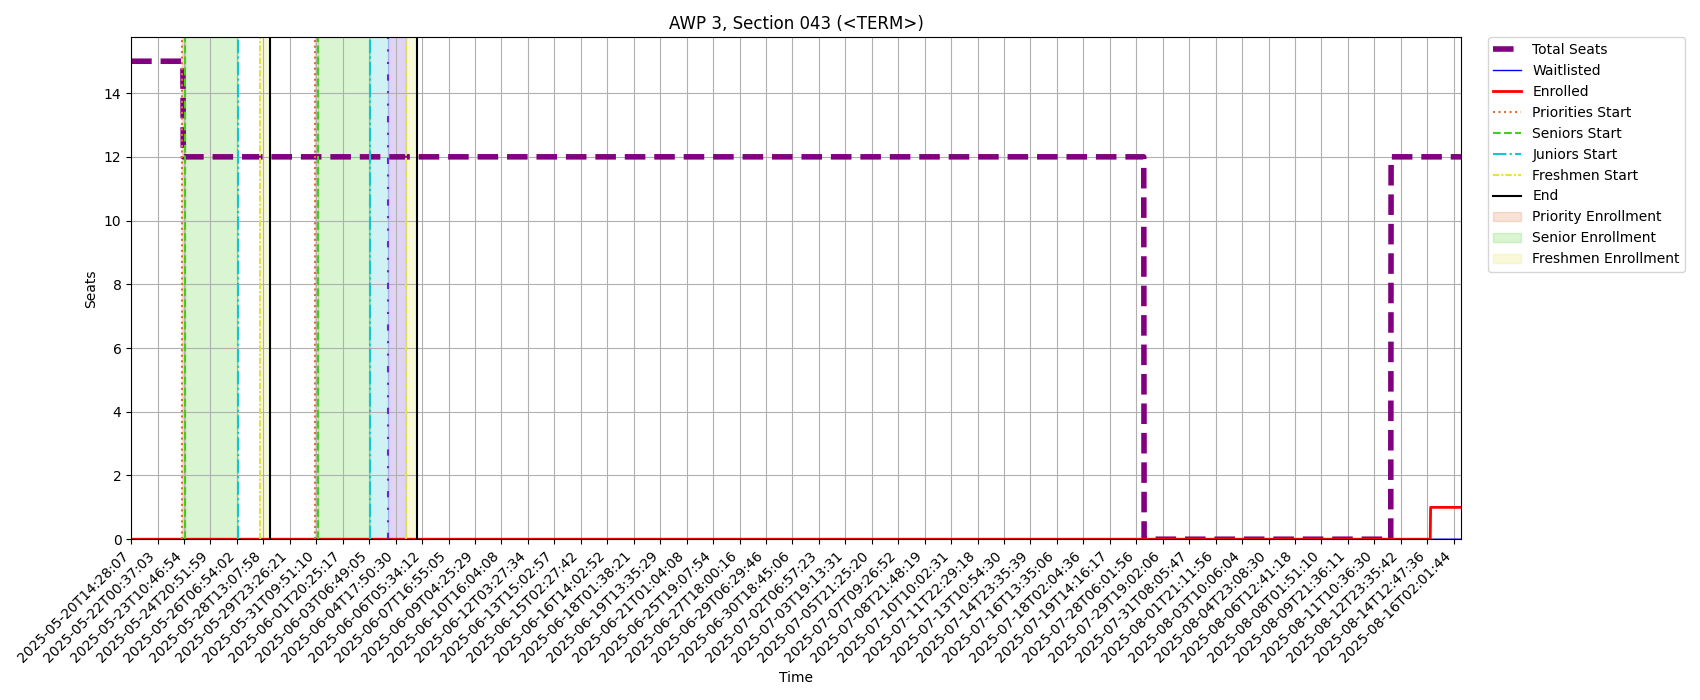 AWP 3, Section 043 (<TERM>)
Total Seats
Waitlisted
Enrolled
Priorities Start
Seniors Start
Juniors Start
Freshmen Start
End
Priority Enrollment
Senior Enrollment
Freshmen Enrollment
Seats
14
12
10
8
6
4
2
0
2025-05-20T14:28:07
2025-05-22T00:37:03
2025-05-23T10:46:54
2025-05-24T20:51:59
2025-05-26T06:54:02
2025-05-28T13:07:58
2025-05-29T23:26:21
2025-05-31T09:51:10
2025-06-01T20:25:17
2025-06-03T06:49:05
2025-06-04T17:50:30
2025-06-06T05:34:12
2025-06-07T16:55:05
2025-06-09T04:25:29
2025-06-10T16:04:08
2025-06-12T03:27:34
2025-06-13T15:02:57
2025-06-15T02:27:42
2025-06-16T14:02:52
2025-06-18T01:38:21
2025-06-19T13:35:29
2025-06-21T01:04:08
2025-06-25T19:07:54
2025-06-27T18:00:16
2025-06-29T06:29:46
2025-06-30T18:45:06
2025-07-02T06:57:23
2025-07-03T19:13:31
2025-07-05T21:25:20
2025-07-07T09:26:52
2025-07-08T21:48:19
2025-07-10T10:02:31
2025-07-11T22:29:18
2025-07-13T10:54:30
2025-07-14T23:35:39
2025-07-16T13:35:06
2025-07-18T02:04:36
2025-07-19T14:16:17
2025-07-28T06:01:56
2025-07-29T19:02:06
2025-07-31T08:05:47
2025-08-01T21:11:56
2025-08-03T10:06:04
2025-08-04T23:08:30
2025-08-06T12:41:18
2025-08-08T01:51:10
2025-08-09T21:36:11
2025-08-11T10:36:30
2025-08-12T23:35:42
2025-08-14T12:47:36
2025-08-16T02:01:44
Time